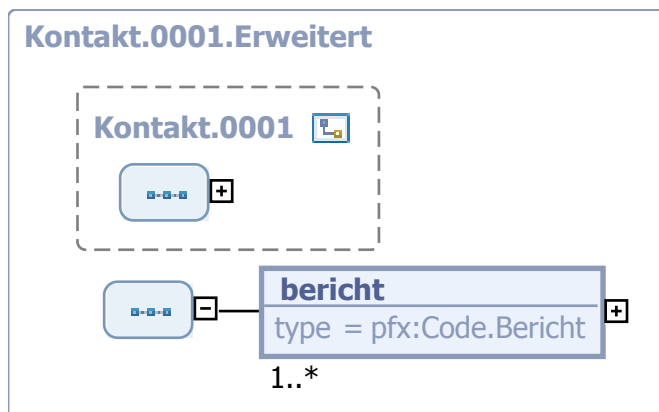 Kontakt.0001.Erweitert
Kontakt.0001
bericht
type = pfx:Code.Bericht
1..*